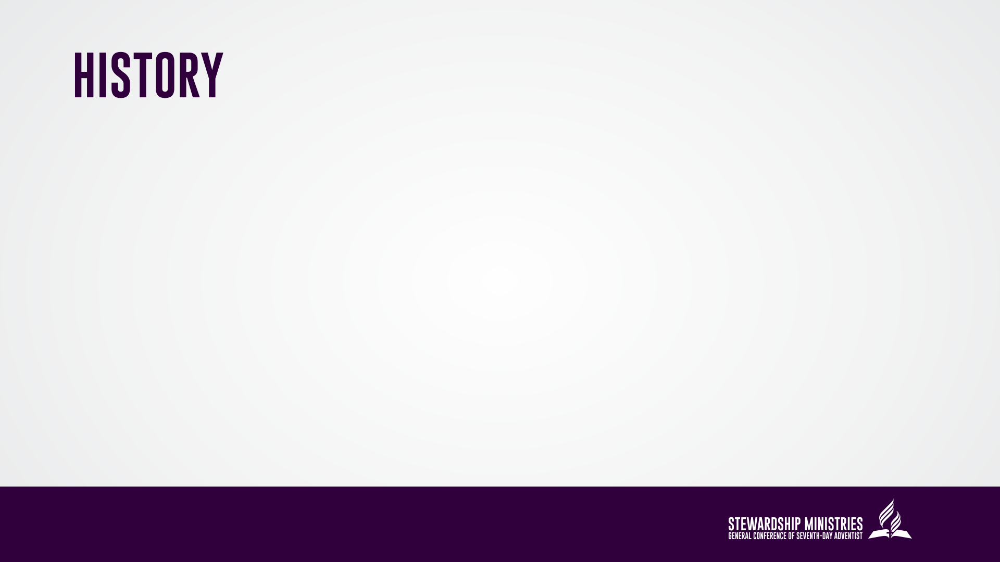 HISTORY
STEWARDSHIP MINISTRIES
GENERAL CONFERENCE OF SEVENTH-DAY ADVENTIST